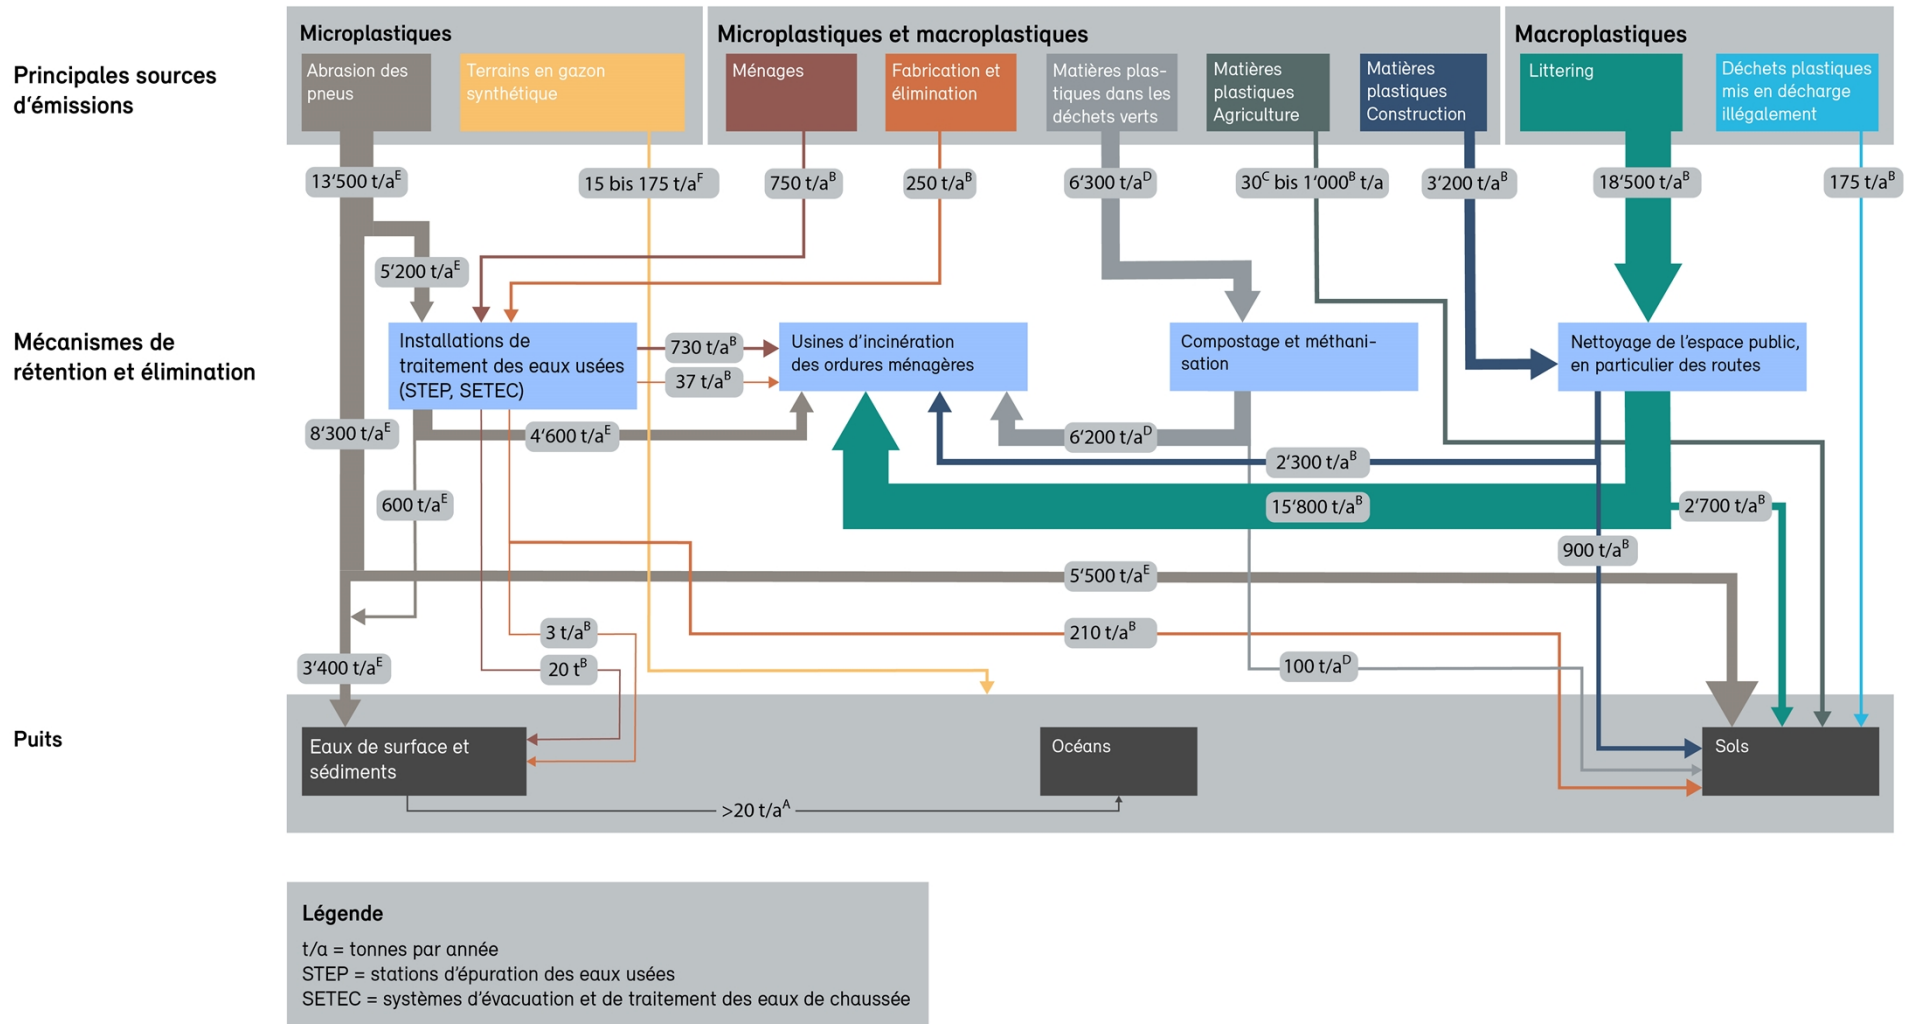 Microplastiques
Microplastiques et macroplastiques
Macroplastiques
Principales sources
d‘émissions
Abrasion des
pneus
Terrains en gazon
synthétique
Ménages
Fabrication et
élimination
Matières plas-
tiques dans les
déchets verts
Matières
plastiques
Agriculture
Matières
plastiques
Construction
Littering
Déchets plastiques
mis en décharge
illégalement
13‘500 t/aᴱ
15 bis 175 t/aF
750 t/aᴮ
250 t/aᴮ
6‘300 t/aᴰ
30C bis 1‘000ᴮ t/a
3‘200 t/aᴮ
18‘500 t/aᴮ
175 t/aᴮ
5‘200 t/aᴱ
Mécanismes de
rétention et élimination
Installations de
traitement des eaux usées
(STEP, SETEC)
730 t/aᴮ
37 t/aᴮ
Usines d’incinération
des ordures ménagères
Compostage et méthani-
sation
Nettoyage de l’espace public,
en particulier des routes
8‘300 t/aᴱ
4‘600 t/aᴱ
6‘200 t/aᴰ
2‘300 t/aᴮ
600 t/aᴱ
15‘800 t/aᴮ
2‘700 t/aᴮ
900 t/aᴮ
5‘500 t/aᴱ
3 t/aᴮ
210 t/aᴮ
3‘400 t/aᴱ
20 tᴮ
100 t/aᴰ
Puits
Eaux de surface et
sédiments
Océans
Sols
>20 t/aᴬ
Légende
t/a = tonnes par année
STEP = stations d’épuration des eaux usées
SETEC = systèmes d’évacuation et de traitement des eaux de chaussée